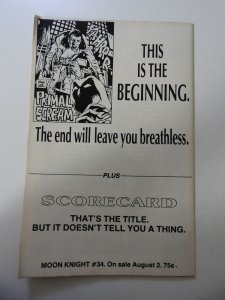 PRIMAL
SCREAM
THIS
IS THE
BEGINNING.
The end will leave you breathless.
PLUS
SCORECARD
THAT'S THE TITLE.
BUT IT DOESN'T TELL YOU A THING.
MOON KNIGHT #34. On sale August 2. 75¢.